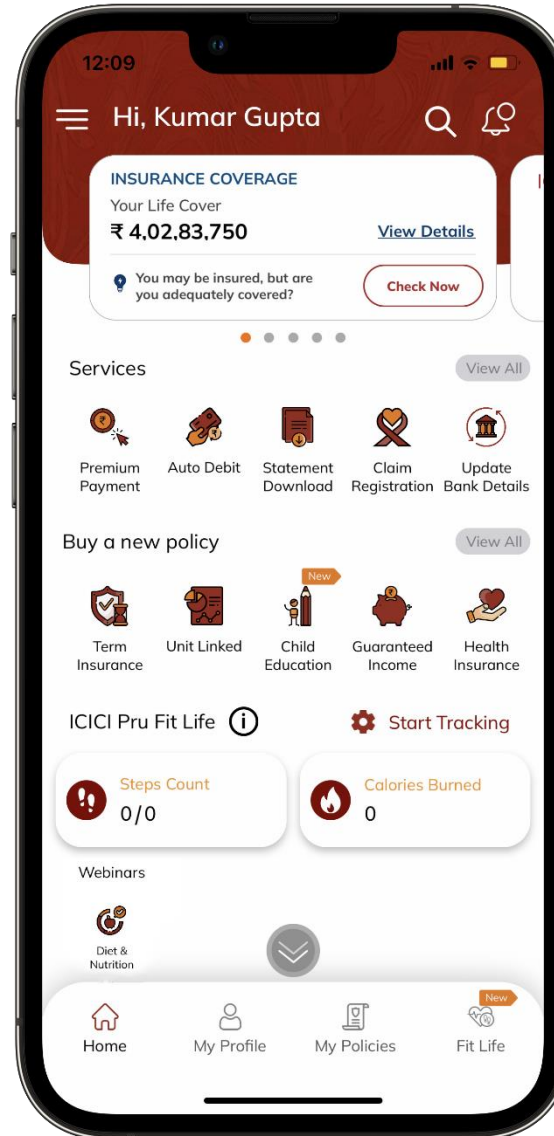 12:09
Hi, Kumar Gupta
INSURANCE COVERAGE
Your Life Cover
₹ 4,02,83,750
View Details
You may be insured, but are
you adequately covered?
Check Now
Services
View All
Premium
Payment
Auto Debit
Statement
Download
Claim
Registration
Update
Bank Details
Buy a new policy
View All
New
Term
Insurance
Unit Linked
Child
Education
Guaranteed
Income
Health
Insurance
ICICI Pru Fit Life
Start Tracking
Steps Count
0/0
Calories Burned
0
Webinars
Diet &
Nutrition
New
Home
My Profile
My Policies
Fit Life